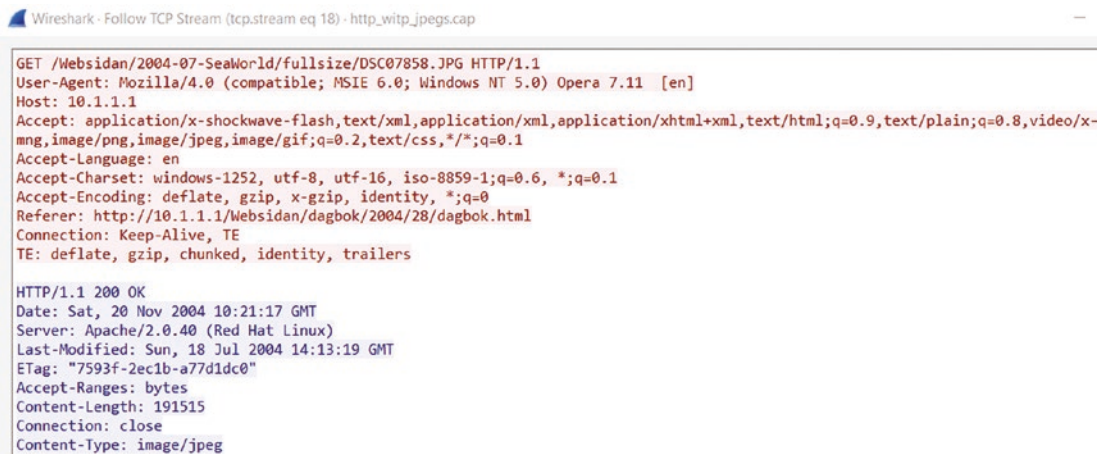 Wireshark · Follow TCP Stream (tcp.stream eq 18) · http_witp_jpegs.cap
GET /Websidan/2004-07-SeaWorld/fullsize/DSC07858.JPG HTTP/1.1
User-Agent: Mozilla/4.0 (compatible; MSIE 6.0; Windows NT 5.0) Opera 7.11  [en]
Host: 10.1.1.1
Accept: application/x-shockwave-flash,text/xml,application/xml,application/xhtml+xml,text/html;q=0.9,text/plain;q=0.8,video/x-
mng,image/png,image/jpeg,image/gif;q=0.2,text/css,*/*;q=0.1
Accept-Language: en
Accept-Charset: windows-1252, utf-8, utf-16, iso-8859-1;q=0.6, *;q=0.1
Accept-Encoding: deflate, gzip, x-gzip, identity, *;q=0
Referer: http://10.1.1.1/Websidan/dagbok/2004/28/dagbok.html
Connection: Keep-Alive, TE
TE: deflate, gzip, chunked, identity, trailers
HTTP/1.1 200 OK
Date: Sat, 20 Nov 2004 10:21:17 GMT
Server: Apache/2.0.40 (Red Hat Linux)
Last-Modified: Sun, 18 Jul 2004 14:13:19 GMT
ETag: "7593f-2ec1b-a77d1dc0"
Accept-Ranges: bytes
Content-Length: 191515
Connection: close
Content-Type: image/jpeg